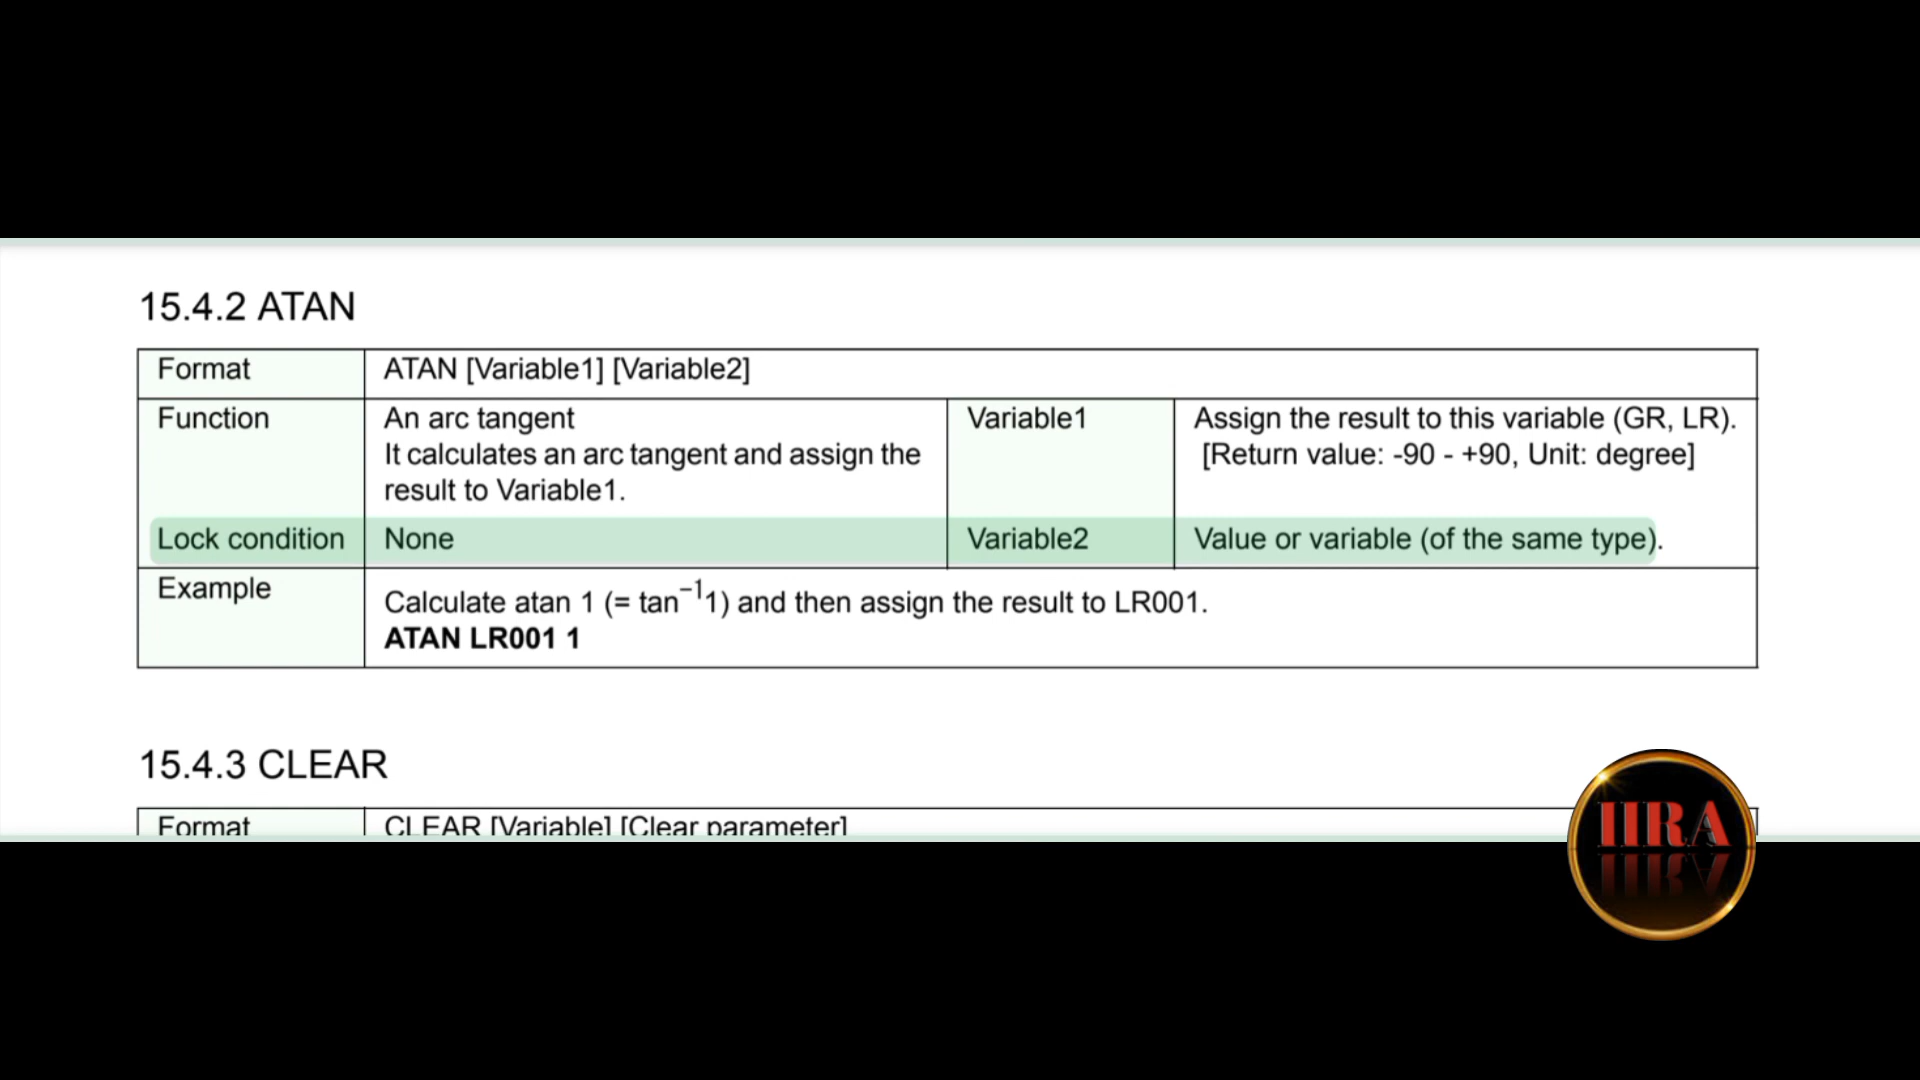 15.4.2 ATAN
Format ATAN [Variable1] [Variable2]
Function An arc tangent Variable1 Assign the result to this variable (GR, LR).
It calculates an arc tangent and assign the [Return value: -90 - +90, Unit: degree]
result to Variable1.
Lock condition None Variable2 Value or variable (of the same type).
Example Calculate atan 1 (= tan⁻¹1) and then assign the result to LR001.
ATAN LR001 1
15.4.3 CLEAR
Format CLEAR [Variable] [Clear parameter]
IIRA